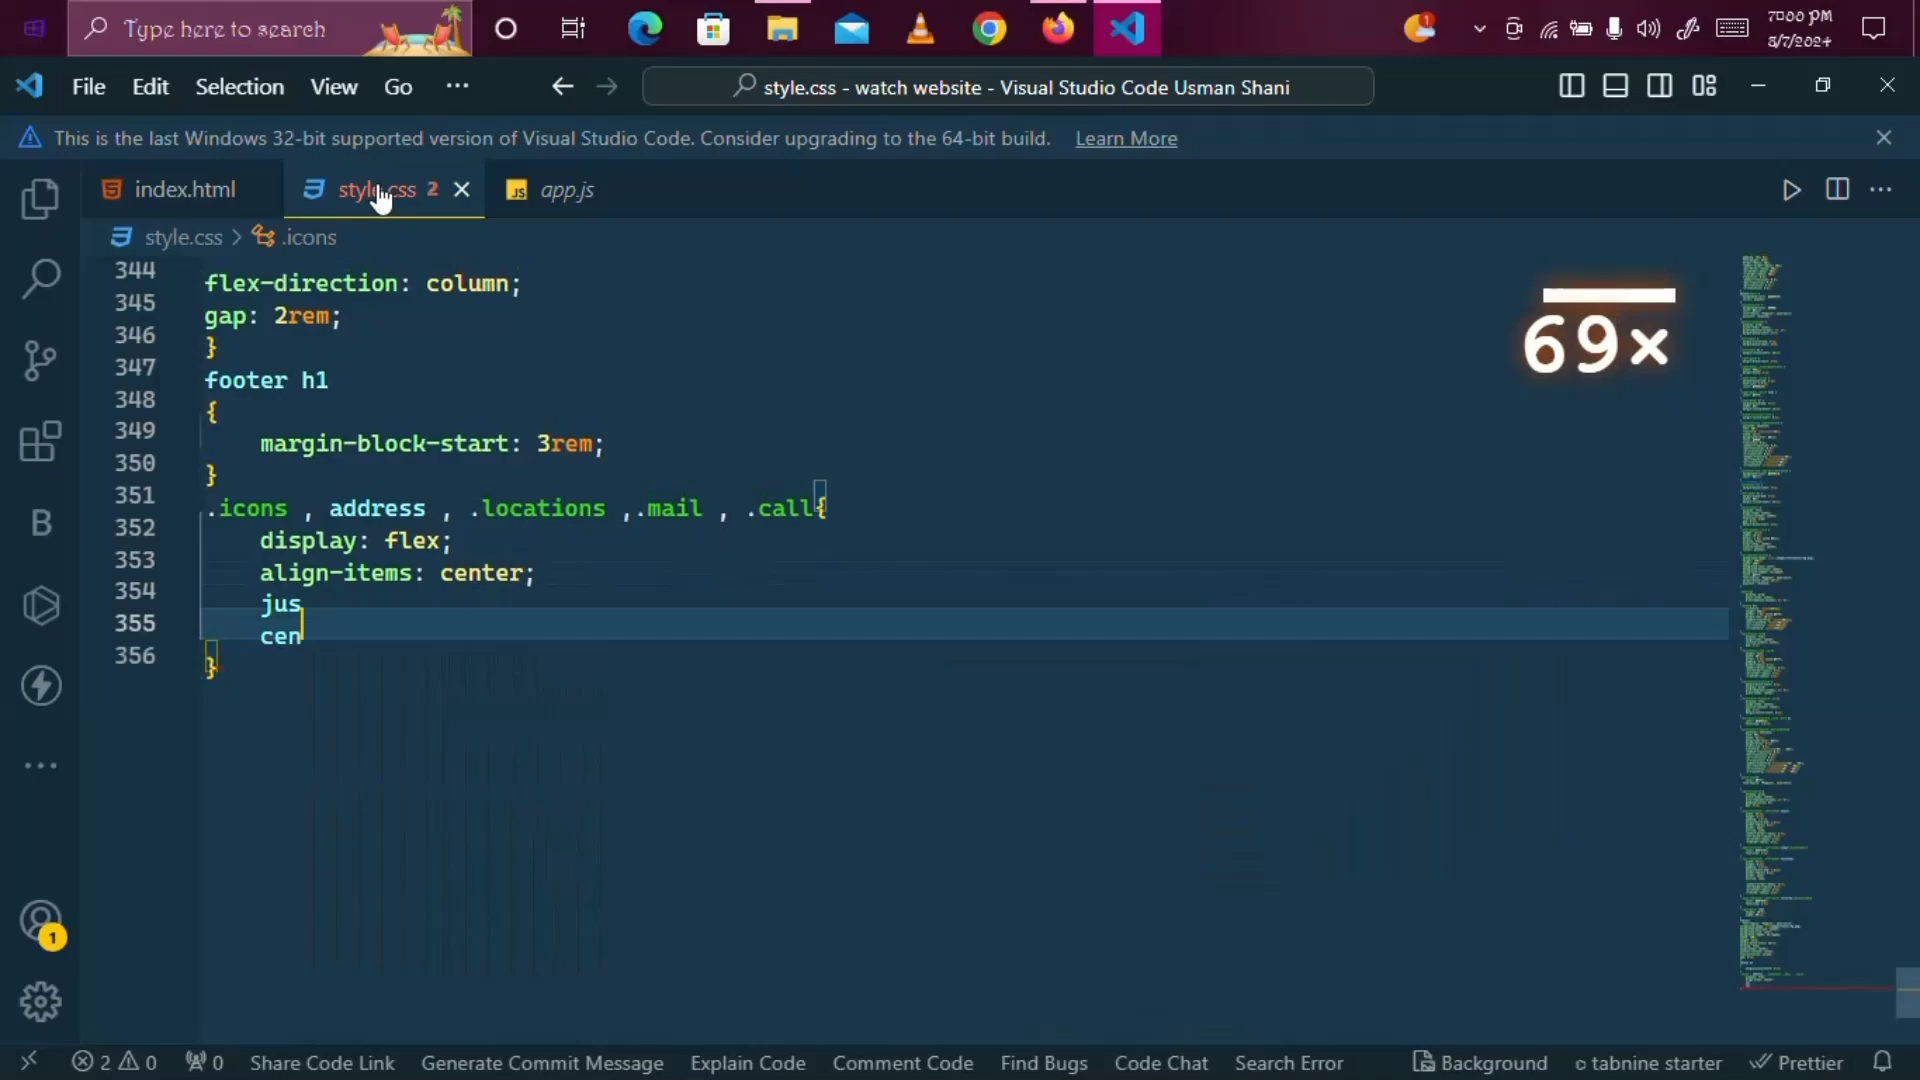 Type here to search
1
7:00 PM
8/7/2024
File Edit Selection View Go ...
style.css - watch website - Visual Studio Code Usman Shani
This is the last Windows 32-bit supported version of Visual Studio Code. Consider upgrading to the 64-bit build. Learn More
index.html
style.css 2
JS app.js
style.css > .icons
344 flex-direction: column;
345 gap: 2rem;
346 }
347 footer h1
348 {
349 margin-block-start: 3rem;
350 }
351 .icons , address , .locations ,.mail , .call{
352 display: flex;
353 align-items: center;
354 jus
355 cen
356 }
69×
B
1
2 0 0 Share Code Link Generate Commit Message Explain Code Comment Code Find Bugs Code Chat Search Error Background tabnine starter Prettier